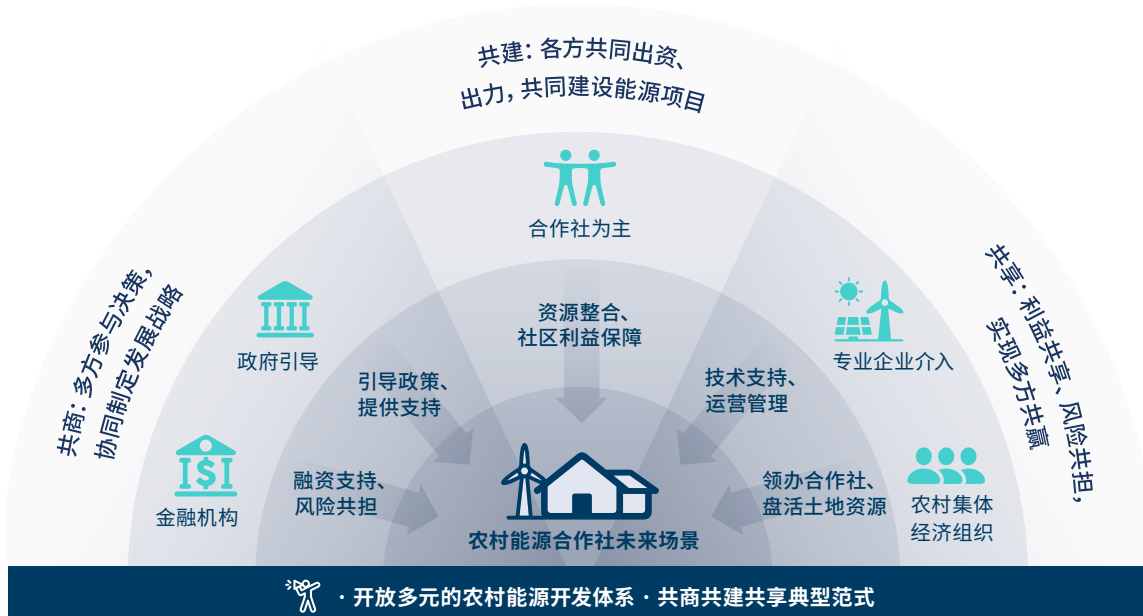 共建：各方共同出资、
出力，共同建设能源项目
合作社为主
资源整合、
社区利益保障
共商：多方参与决策，
协同制定发展战略
政府引导
引导政策、
提供支持
金融机构
融资支持、
风险共担
共享：利益共享、风险共担，
实现多方共赢
专业企业介入
技术支持、
运营管理
农村集体
经济组织
领办合作社、
盘活土地资源
农村能源合作社未来场景
· 开放多元的农村能源开发体系 · 共商共建共享典型范式